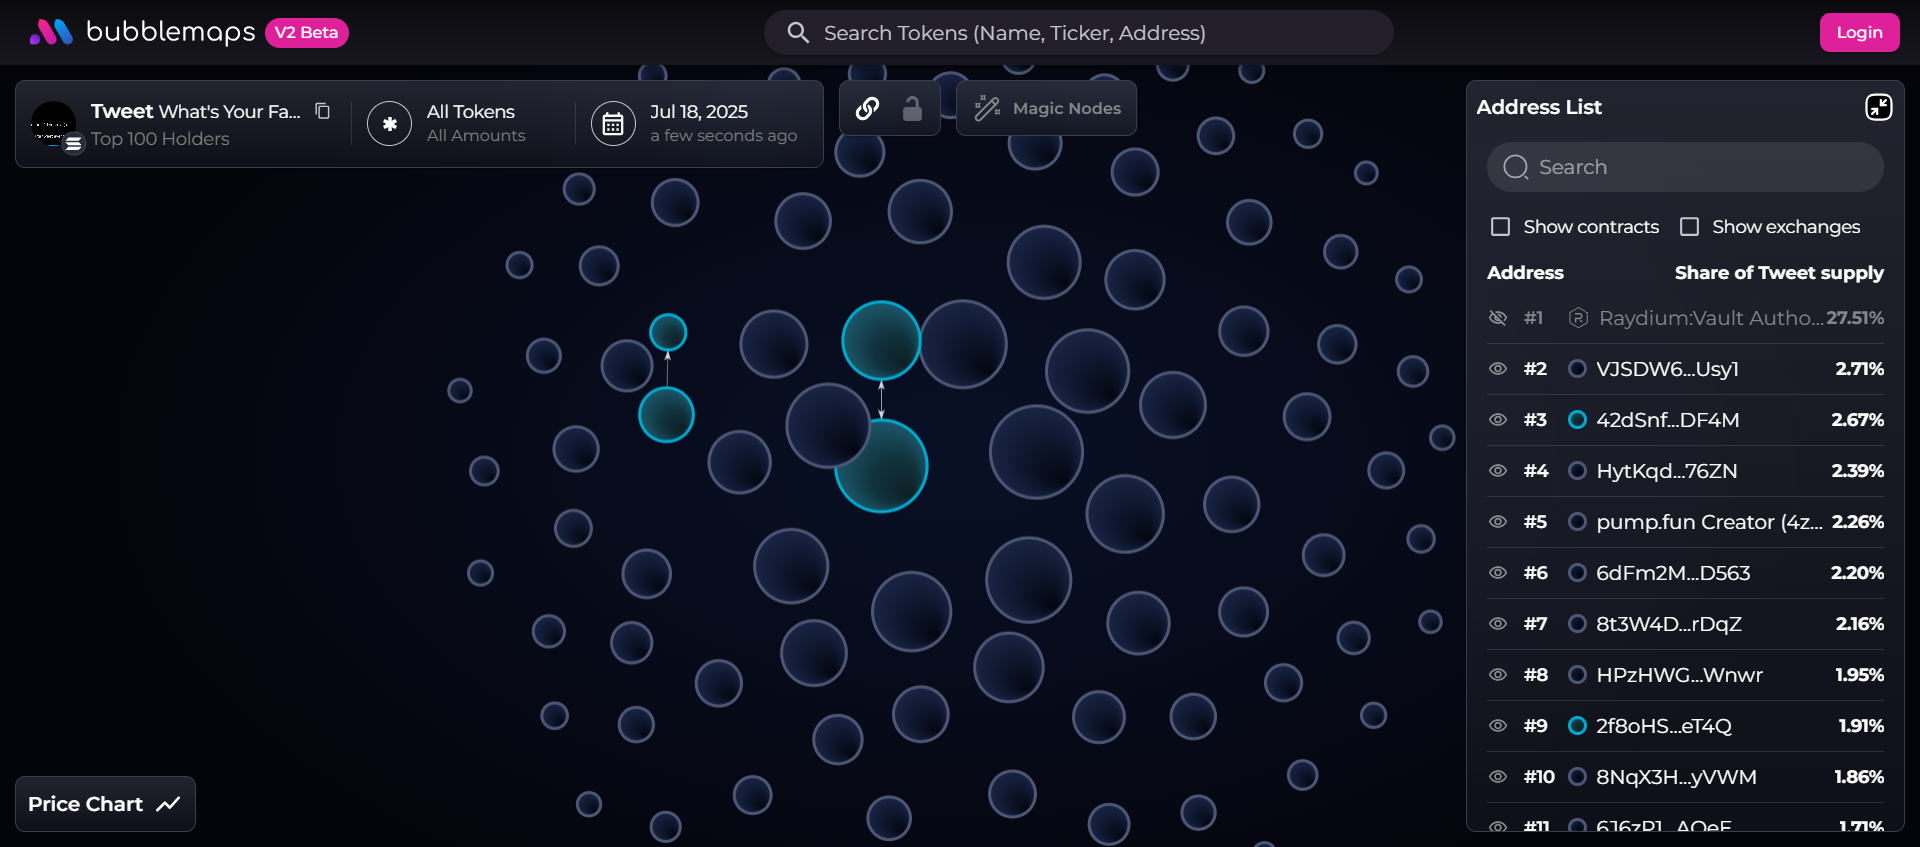 bubblemaps V2 Beta
Search Tokens (Name, Ticker, Address)
Login
Tweet What's Your Fa...
Top 100 Holders
All Tokens
All Amounts
Jul 18, 2025
a few seconds ago
Magic Nodes
Address List
Search
Show contracts Show exchanges
Address Share of Tweet supply
#1 Raydium:Vault Autho... 27.51%
#2 VJSDW6...Usy1 2.71%
#3 42dSnf...DF4M 2.67%
#4 HytKqd...76ZN 2.39%
#5 pump.fun Creator (4z... 2.26%
#6 6dFm2M...D563 2.20%
#7 8t3W4D...rDqZ 2.16%
#8 HPzHWG...Wnwr 1.95%
#9 2f8oHS...eT4Q 1.91%
#10 8NqX3H...yVWM 1.86%
#11 1.71%
Price Chart